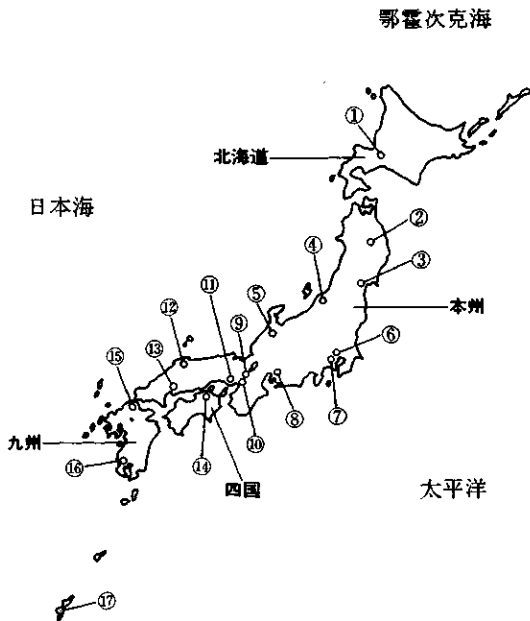 鄂霍次克海
①
北海道
日本海
②
④
③
⑪
⑤
⑫
⑨
本州
⑮
⑬
⑥
⑦
⑧
九州
⑩
⑯
⑭
四国
太平洋
⑰